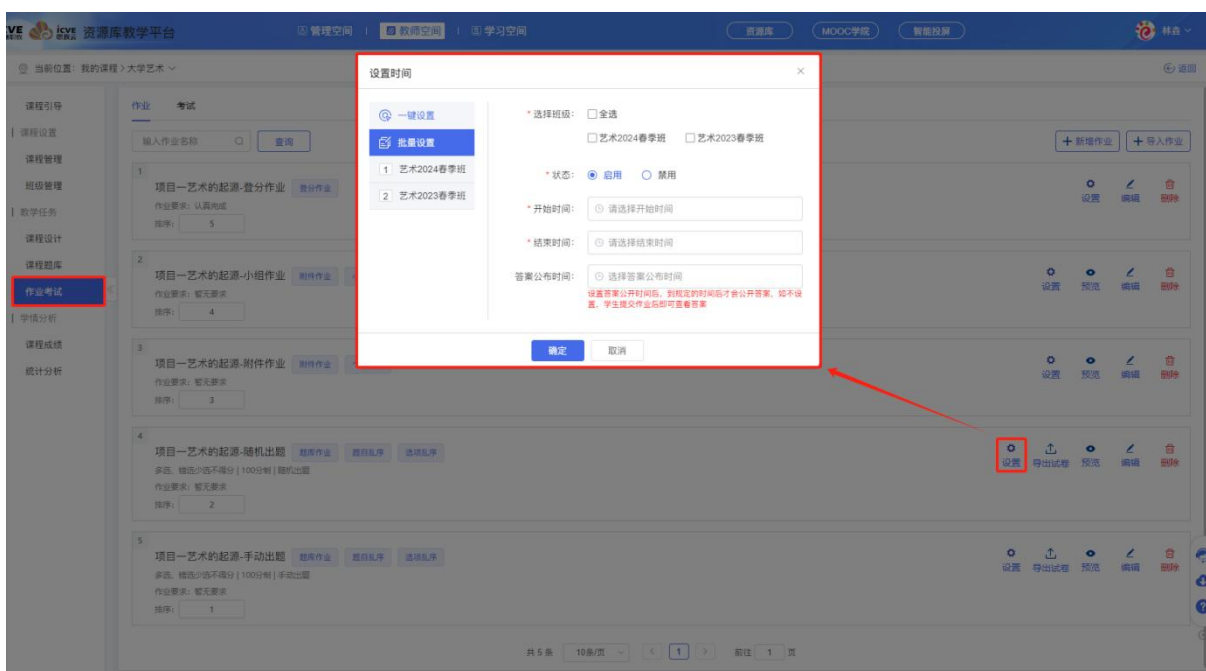 icve 智慧职教 资源库教学平台
管理空间 教师空间 学习空间
资源库 MOOC学院 智能投屏
当前位置: 我的课程 > 大学艺术
返回
课程引导
课程设置
课程管理
班级管理
教学任务
课程设计
课程题库
作业考试
学情分析
课程成绩
统计分析
作业 考试
输入作业名称 查询
+ 新增作业 + 导入作业
设置时间 ×
一键设置
批量设置
1 艺术2024春季班
2 艺术2023春季班
* 选择班级: 全选
艺术2024春季班 艺术2023春季班
* 状态: 启用 禁用
* 开始时间: 请选择开始时间
* 结束时间: 请选择结束时间
答案公布时间: 选择答案公布时间
设置答案公开时间后，到规定的时间后才会公开答案，如不设
置，学生提交作业后即可查看答案
确定 取消
1
项目一艺术的起源-登分作业 登分作业
作业要求: 认真完成
排序: 5
设置 编辑 删除
2
项目一艺术的起源-小组作业 附件作业
作业要求: 暂无要求
排序: 4
设置 预览 编辑 删除
3
项目一艺术的起源-附件作业 附件作业
作业要求: 暂无要求
排序: 3
设置 预览 编辑 删除
4
项目一艺术的起源-随机出题 题库作业 题目乱序 选项乱序
多选、错选少选不得分 | 100分制 | 随机出题
作业要求: 暂无要求
排序: 2
设置 导出试卷 预览 编辑 删除
5
项目一艺术的起源-手动出题 题库作业 题目乱序 选项乱序
多选、错选少选不得分 | 100分制 | 手动出题
作业要求: 暂无要求
排序: 1
设置 导出试卷 预览 编辑 删除
共 5 条 10条/页 < 1 > 前往 1 页